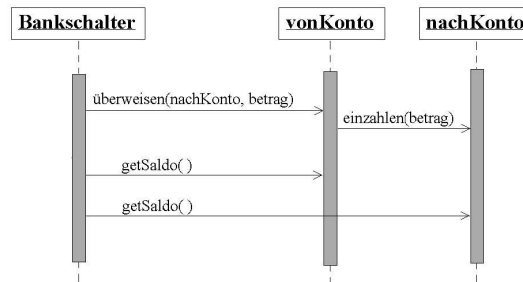 Bankschalter
vonKonto
nachKonto
überweisen(nachKonto, betrag)
einzahlen(betrag)
getSaldo( )
getSaldo( )